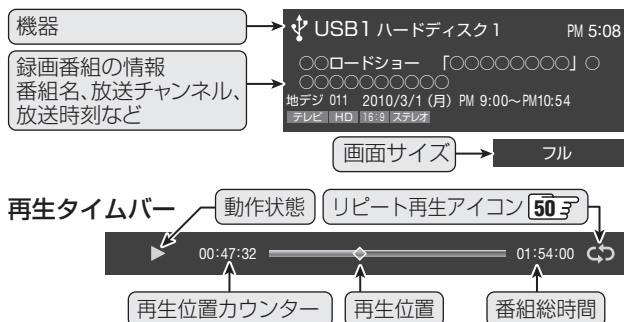 機器
USB1 ハードディスク1 PM 5:08
録画番組の情報
番組名、放送チャンネル、
放送時刻など
○○ロードショー 「○○○○○○○○」○
○○○○○○○○○○
地デジ 011 2010/3/1 (月) PM 9:00~PM10:54
テレビ HD 16:9 ステレオ
画面サイズ フル
再生タイムバー 動作状態 リピート再生アイコン 50
00:47:32 01:54:00
再生位置カウンター 再生位置 番組総時間